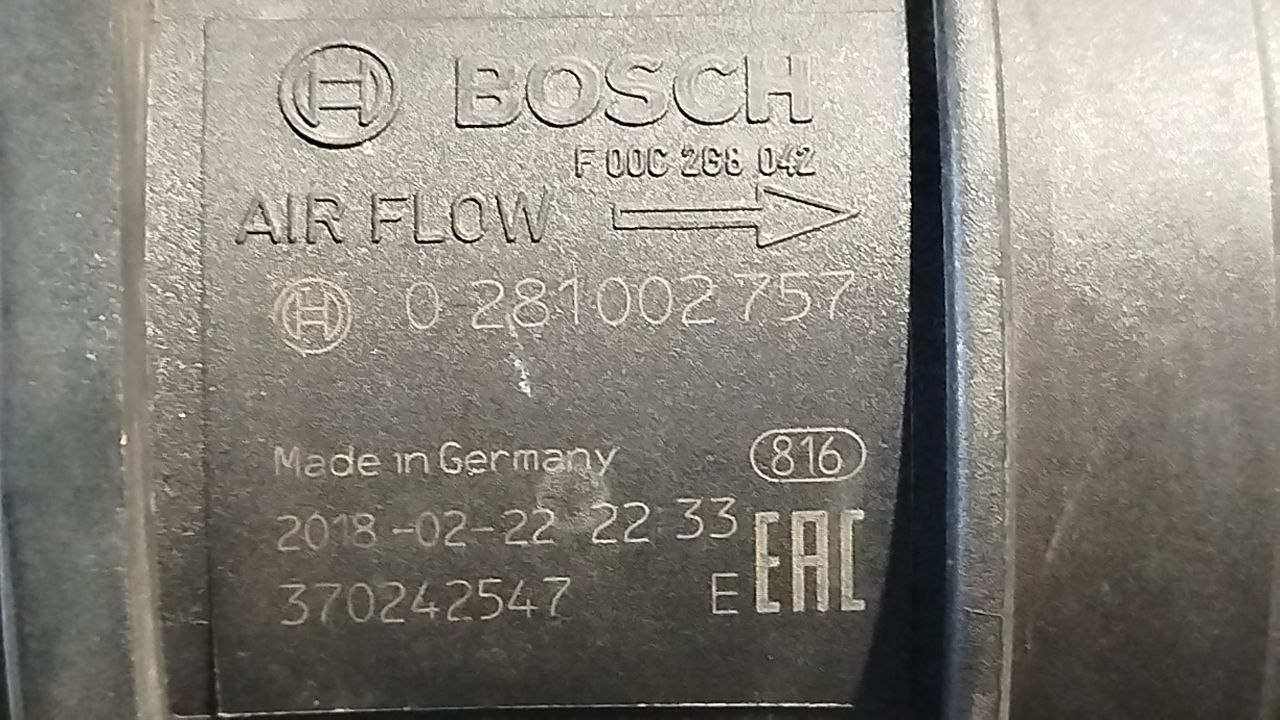 BOSCH
F 00C 2G8 042
AIR FLOW
0 281 002 757
Made in Germany 816
2018-02-22 22:33
370242547 E EAC